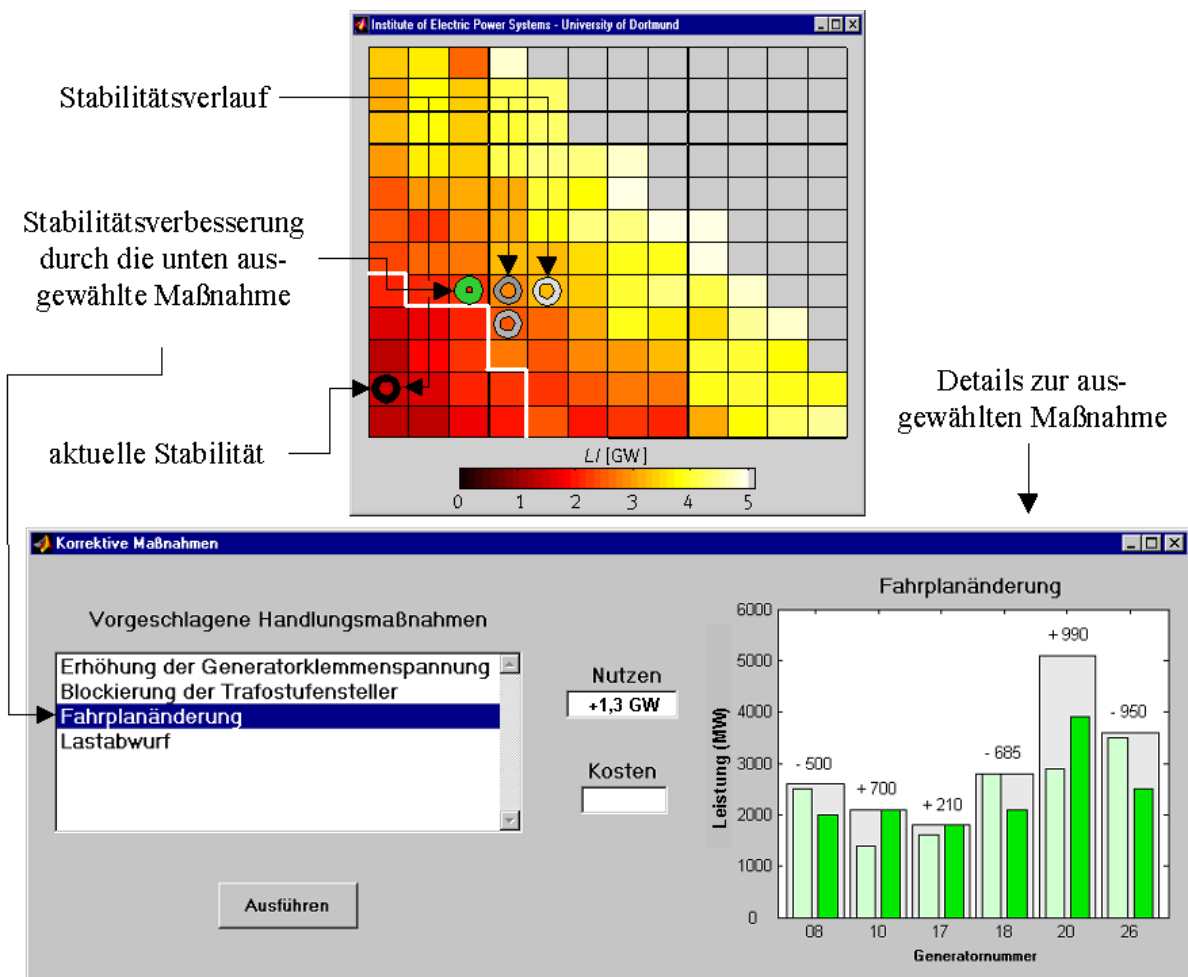 Institute of Electric Power Systems - University of Dortmund
Stabilitätsverlauf
Stabilitätsverbesserung
durch die unten aus-
gewählte Maßnahme
aktuelle Stabilität
Details zur aus-
gewählten Maßnahme
LI [GW]
0 1 2 3 4 5
Korrektive Maßnahmen
Vorgeschlagene Handlungsmaßnahmen
Erhöhung der Generatorklemmenspannung
Blockierung der Trafostufensteller
Fahrplanänderung
Lastabwurf
Ausführen
Nutzen
+1,3 GW
Kosten
Fahrplanänderung
Leistung (MW)
6000
5000
4000
3000
2000
1000
0
- 500
+ 700
+ 210
- 685
+ 990
- 950
08 10 17 18 20 26
Generatornummer